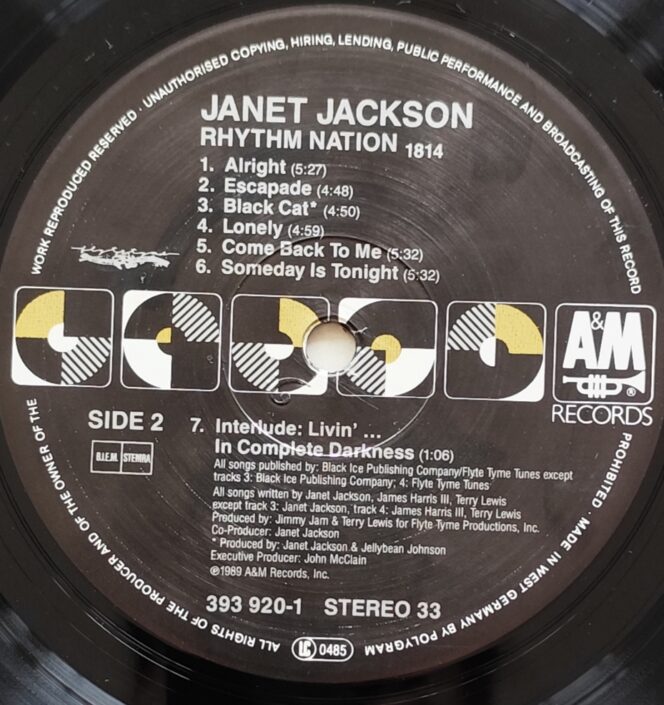 JANET JACKSON
RHYTHM NATION 1814
1. Alright (5:27)
2. Escapade (4:48)
3. Black Cat* (4:50)
4. Lonely (4:59)
5. Come Back To Me (5:32)
6. Someday Is Tonight (5:32)
A&M
®
RECORDS
SIDE 2
B.I.E.M. STEMRA
7. Interlude: Livin' ...
In Complete Darkness (1:06)
All songs published by: Black Ice Publishing Company/Flyte Tyme Tunes except
tracks 3: Black Ice Publishing Company; 4: Flyte Tyme Tunes
All songs written by Janet Jackson, James Harris III, Terry Lewis
except track 3: Janet Jackson, track 4: James Harris III, Terry Lewis
Produced by: Jimmy Jam & Terry Lewis for Flyte Tyme Productions, Inc.
Co-Producer: Janet Jackson
* Produced by: Janet Jackson & Jellybean Johnson
Executive Producer: John McClain
℗1989 A&M Records, Inc.
393 920-1 STEREO 33
ALL RIGHTS OF THE PRODUCER AND OF THE OWNER OF THE WORK REPRODUCED RESERVED · UNAUTHORISED COPYING, HIRING, LENDING, PUBLIC PERFORMANCE AND BROADCASTING OF THIS RECORD PROHIBITED · MADE IN WEST GERMANY BY POLYGRAM
LC 0485